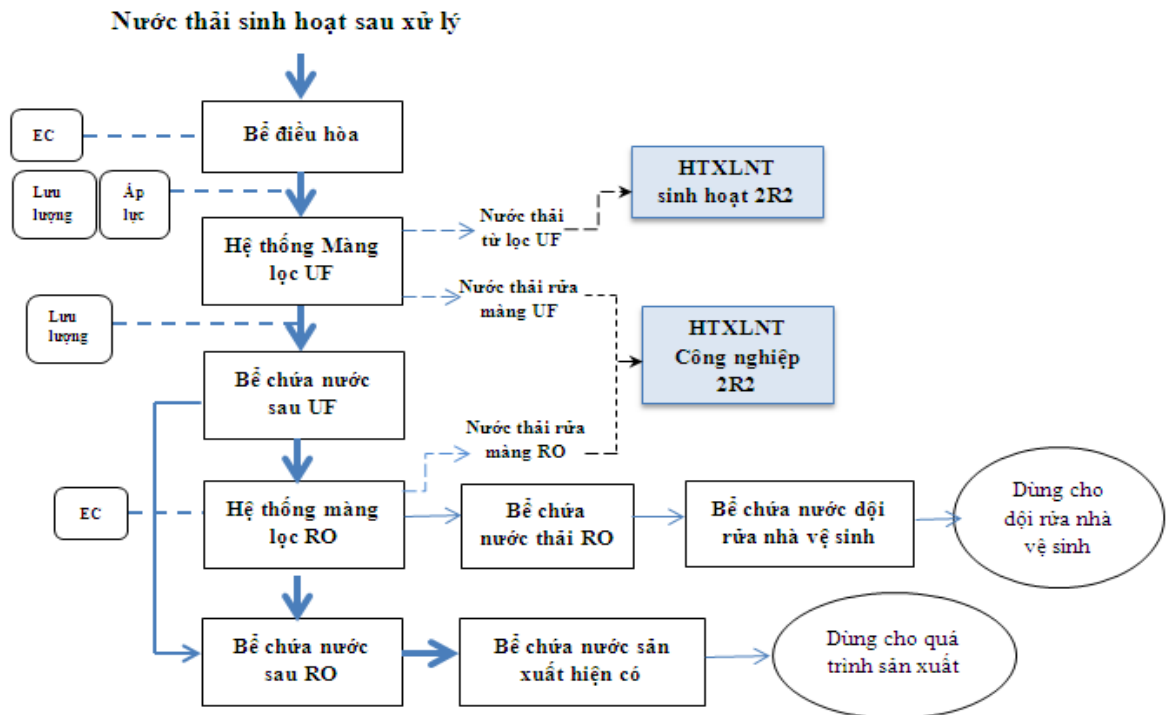 Nước thải sinh hoạt sau xử lý
Bể điều hòa
EC
Lưu
lượng
Áp
lực
HTXLNT
sinh hoạt 2R2
Hệ thống Màng
lọc UF
Nước thải
từ lọc UF
Nước thải rửa
màng UF
Lưu
lượng
HTXLNT
Công nghiệp
2R2
Bể chứa nước
sau UF
Nước thải rửa
màng RO
EC
Hệ thống màng
lọc RO
Bể chứa
nước thải RO
Bể chứa nước dội
rửa nhà vệ sinh
Dùng cho
dội rửa nhà
vệ sinh
Bể chứa nước
sau RO
Bể chứa nước sản
xuất hiện có
Dùng cho quá
trình sản xuất